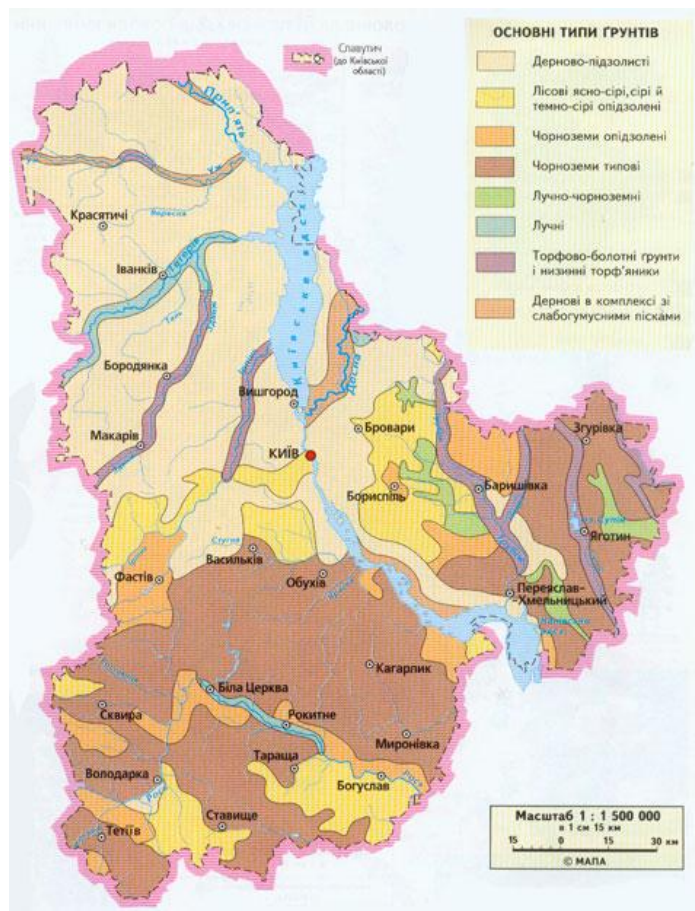 Славутич
(до Київської
області)
ОСНОВНІ ТИПИ ҐРУНТІВ
Дерново-підзолисті
Лісові ясно-сірі, сірі й
темно-сірі опідзолені
Чорноземи опідзолені
Чорноземи типові
Лучно-чорноземні
Лучні
Торфово-болотні ґрунти
і низинні торф'яники
Дернові в комплексі зі
слабогумусними пісками
Прип'ять
Уж
Красятичі
Іванків
Тетерів
Київське вдсх.
Десна
Бородянка
Вишгород
Макарів
КИЇВ
Бровари
Згурівка
Бориспіль
Баришівка
Яготин
Стугна
Васильків
Фастів
Обухів
Переяслав-
-Хмельницький
Кагарлик
Біла Церква
Сквира
Рокитне
Миронівка
Тараща
Володарка
Рось
Богуслав
Рось
Ставище
Тетіїв
Масштаб 1 : 1 500 000
в 1 см 15 км
15 0 15 30 км
© МАПА